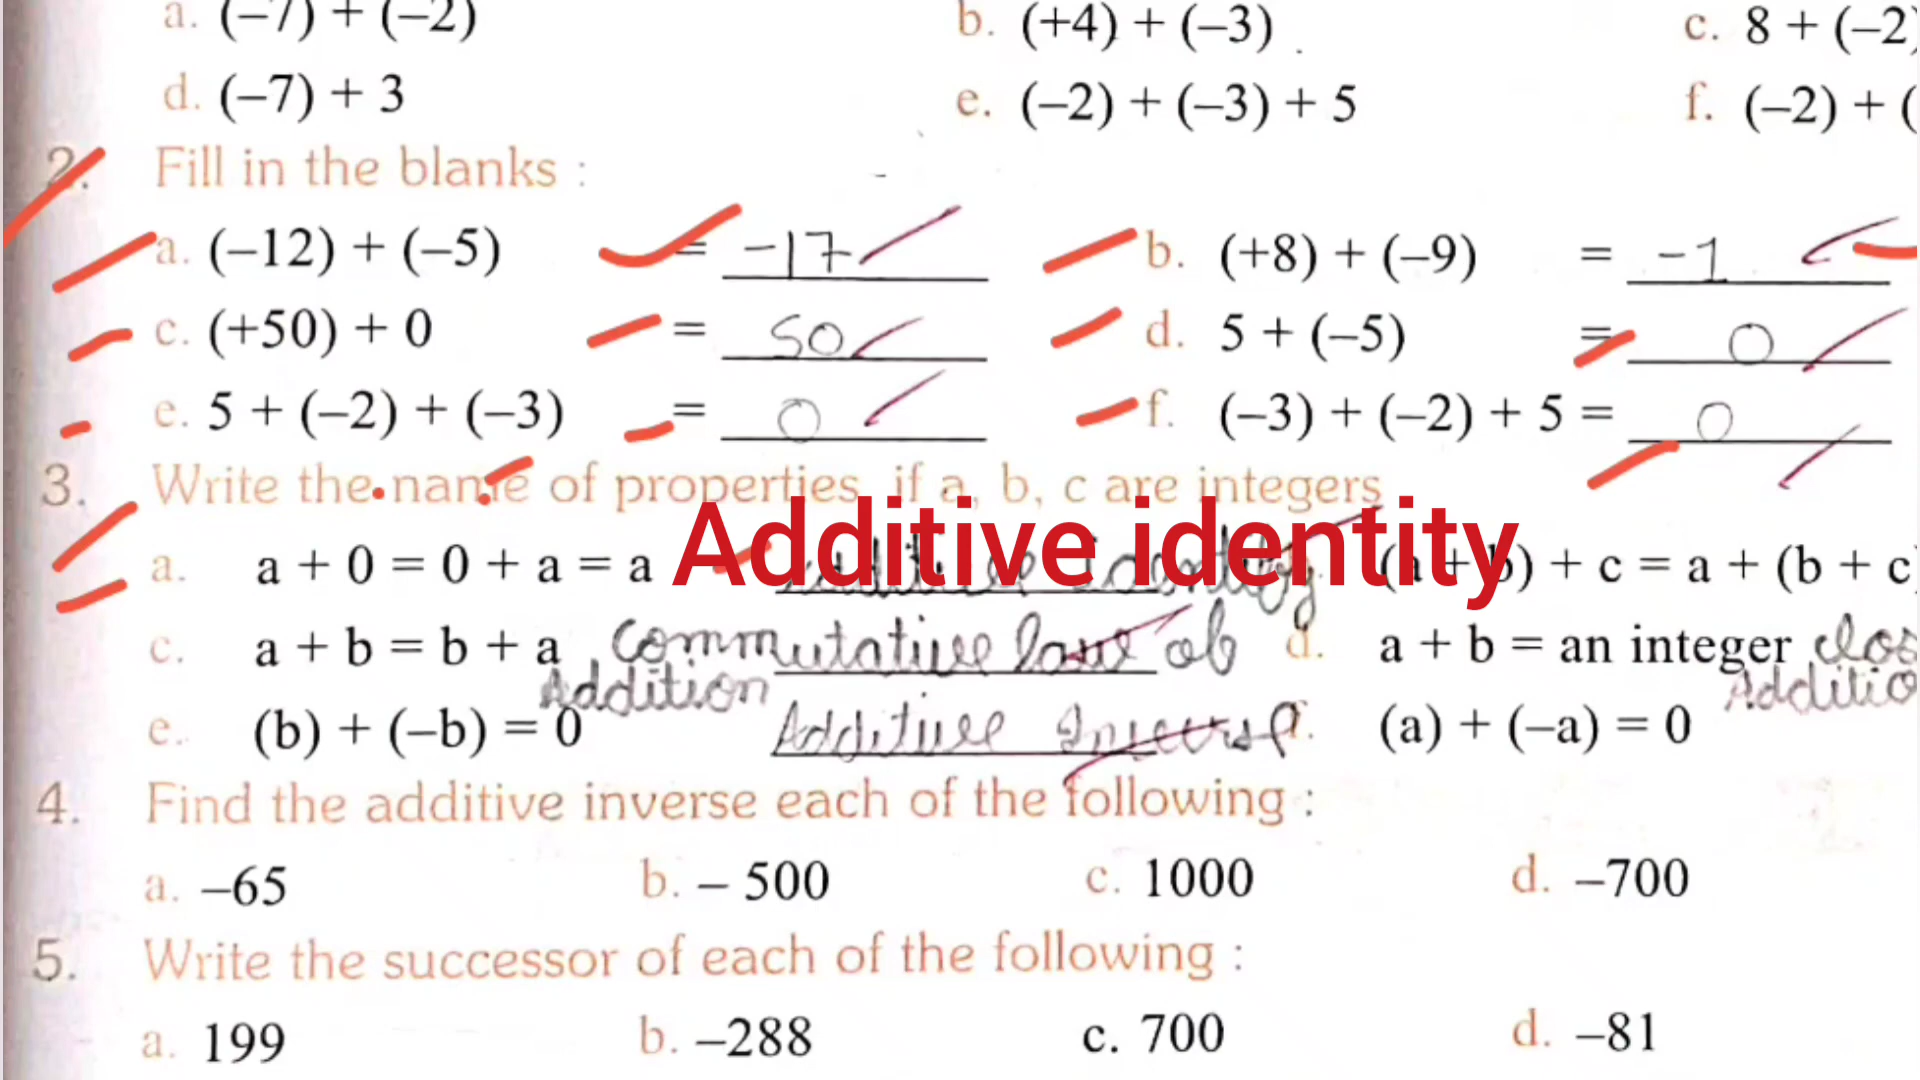 a. (–7) + (–2) b. (+4) + (–3) c. 8 + (–2)
d. (–7) + 3 e. (–2) + (–3) + 5 f. (–2) + (
2. Fill in the blanks :
a. (–12) + (–5) = -17 b. (+8) + (–9) = -1
c. (+50) + 0 = 50 d. 5 + (–5) = 0
e. 5 + (–2) + (–3) = 0 f. (–3) + (–2) + 5 = 0
3. Write the name of properties, if a, b, c are integers
Additive identity
a. a + 0 = 0 + a = a additive identity (a + b) + c = a + (b + c
c. a + b = b + a Commutative law of d. a + b = an integer clos
Addition Additio
e. (b) + (–b) = 0 Additive Inverse f. (a) + (–a) = 0
4. Find the additive inverse each of the following :
a. –65 b. – 500 c. 1000 d. –700
5. Write the successor of each of the following :
a. 199 b. –288 c. 700 d. –81